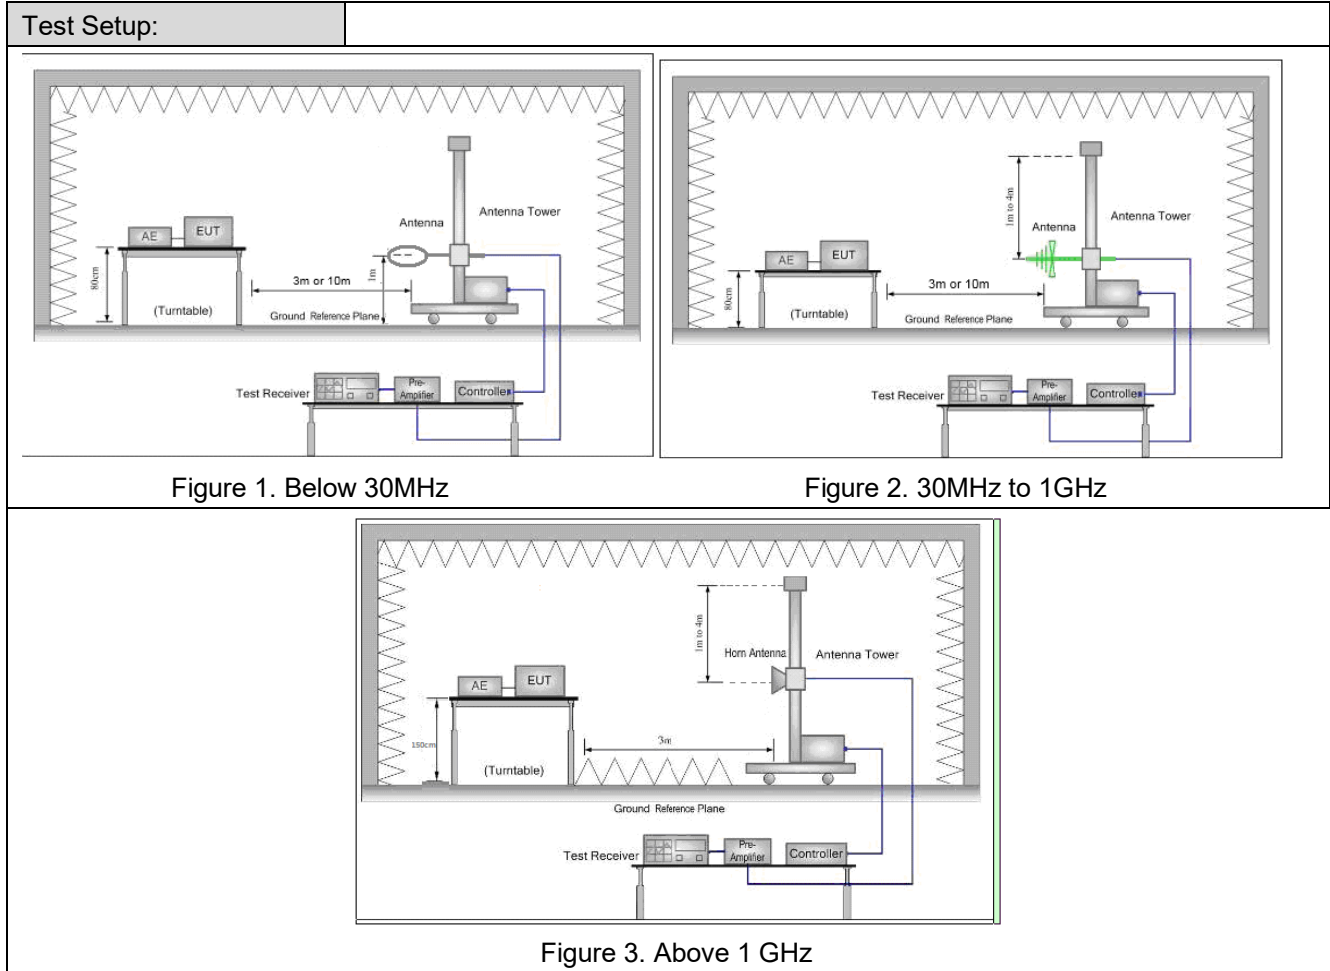 Test Setup:
Antenna
Antenna Tower
AE
EUT
80cm
1m
3m or 10m
(Turntable)
Ground Reference Plane
Test Receiver
Pre-
Amplifier
Controller
Figure 1. Below 30MHz
1m to 4m
Antenna
Antenna Tower
AE
EUT
80cm
3m or 10m
(Turntable)
Ground Reference Plane
Test Receiver
Pre-
Amplifier
Controller
Figure 2. 30MHz to 1GHz
1m to 4m
Horn Antenna
Antenna Tower
AE
EUT
150cm
3m
(Turntable)
Ground Reference Plane
Test Receiver
Pre-
Amplifier
Controller
Figure 3. Above 1 GHz